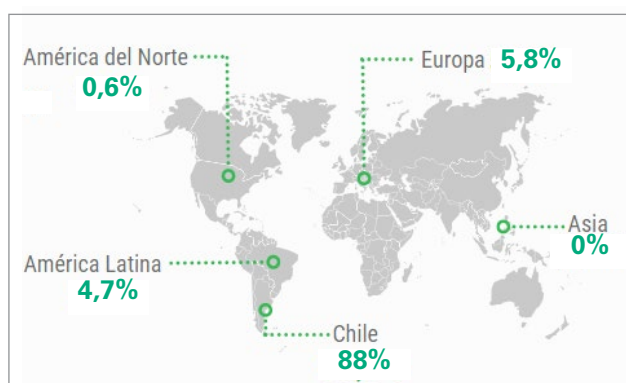 América del Norte
0,6%
Europa 5,8%
Asia
0%
América Latina
4,7%
Chile
88%